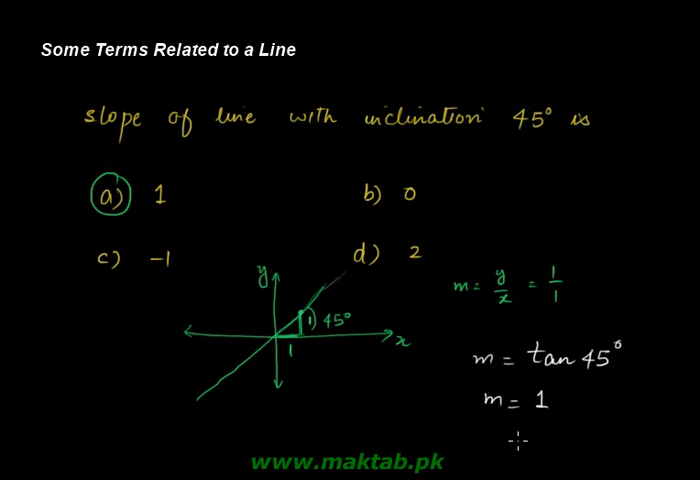 Some Terms Related to a Line
slope of line with inclination 45° is
a) 1
b) 0
c) -1
d) 2
y
1
45°
x
1
m = y/x = 1/1
m = tan 45°
m = 1
www.maktab.pk